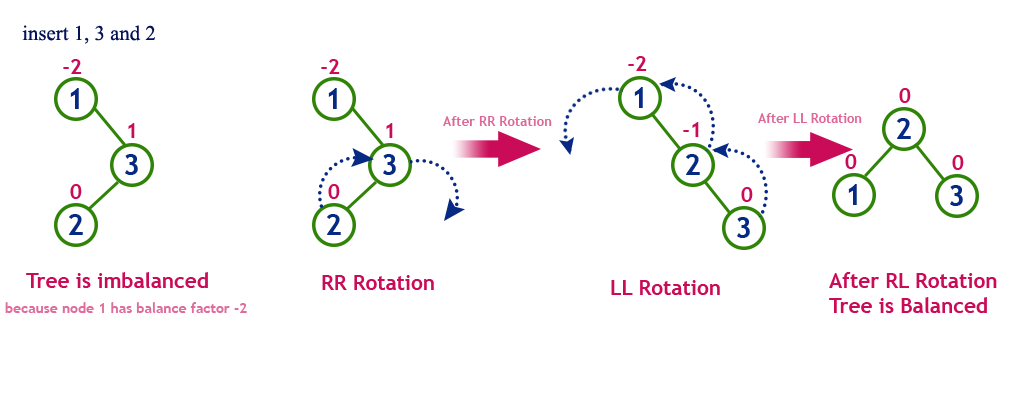 insert 1, 3 and 2
-2
1
1
3
0
2
Tree is imbalanced
because node 1 has balance factor -2
-2
1
1
3
0
2
RR Rotation
After RR Rotation
-2
1
-1
2
0
3
LL Rotation
After LL Rotation
0
2
0
1
0
3
After RL Rotation
Tree is Balanced